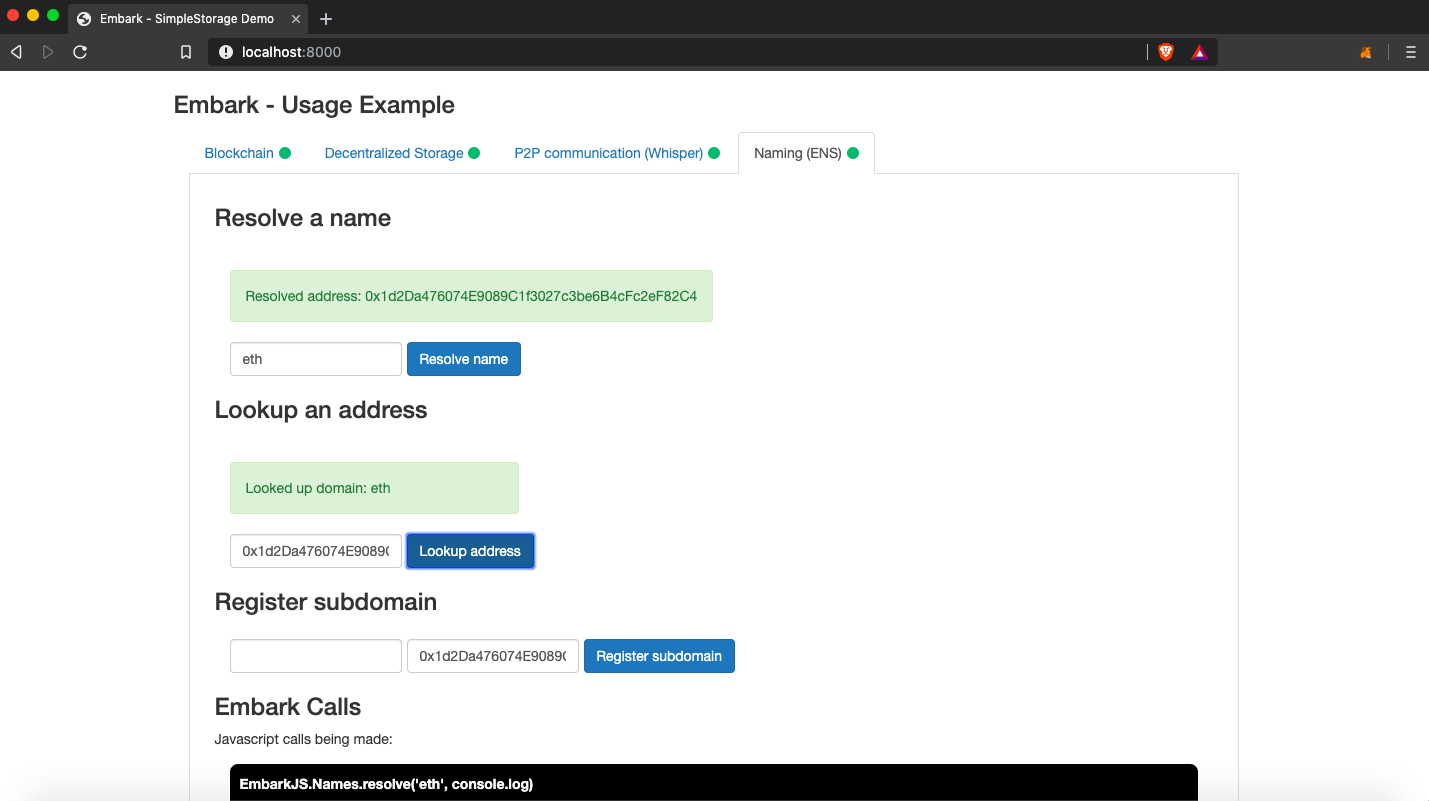 Embark - SimpleStorage Demo
localhost:8000
Embark - Usage Example
Blockchain
Decentralized Storage
P2P communication (Whisper)
Naming (ENS)
Resolve a name
Resolved address: 0x1d2Da476074E9089C1f3027c3be6B4cFc2eF82C4
eth
Resolve name
Lookup an address
Looked up domain: eth
0x1d2Da476074E9089
Lookup address
Register subdomain
0x1d2Da476074E9089
Register subdomain
Embark Calls
Javascript calls being made:
EmbarkJS.Names.resolve('eth', console.log)